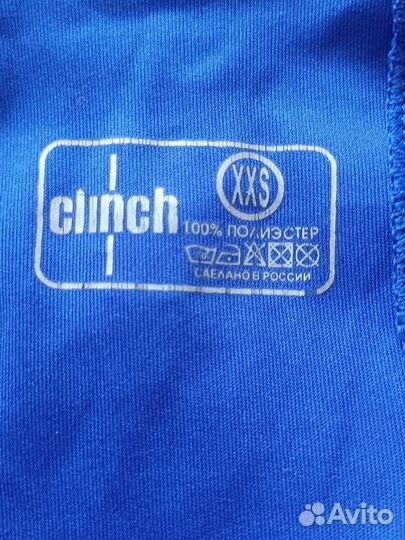 clinch
XXS
100% ПОЛИЭСТЕР
СДЕЛАНО В РОССИИ
Avito